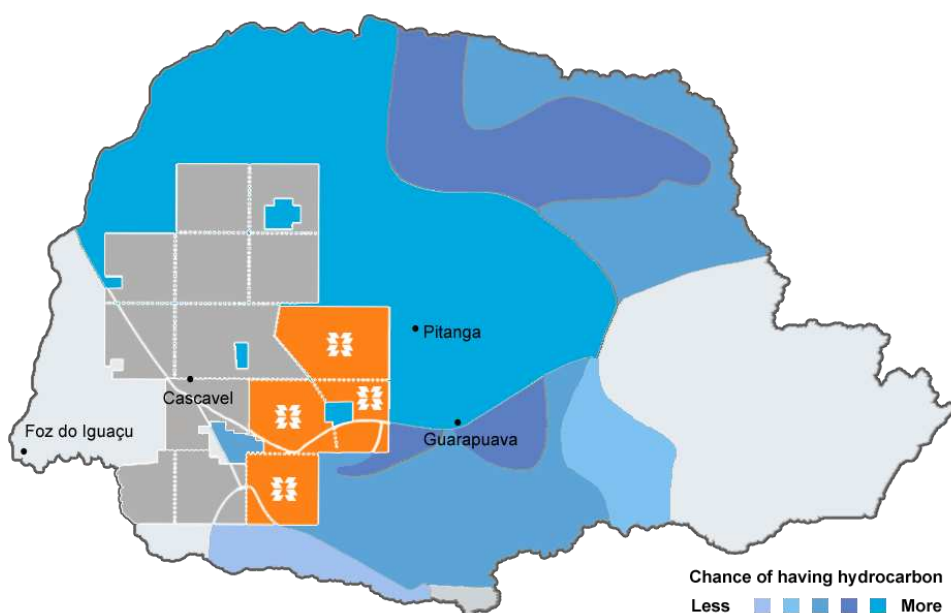 Pitanga
Cascavel
Guarapuava
Foz do Iguaçu
Chance of having hydrocarbon
Less More